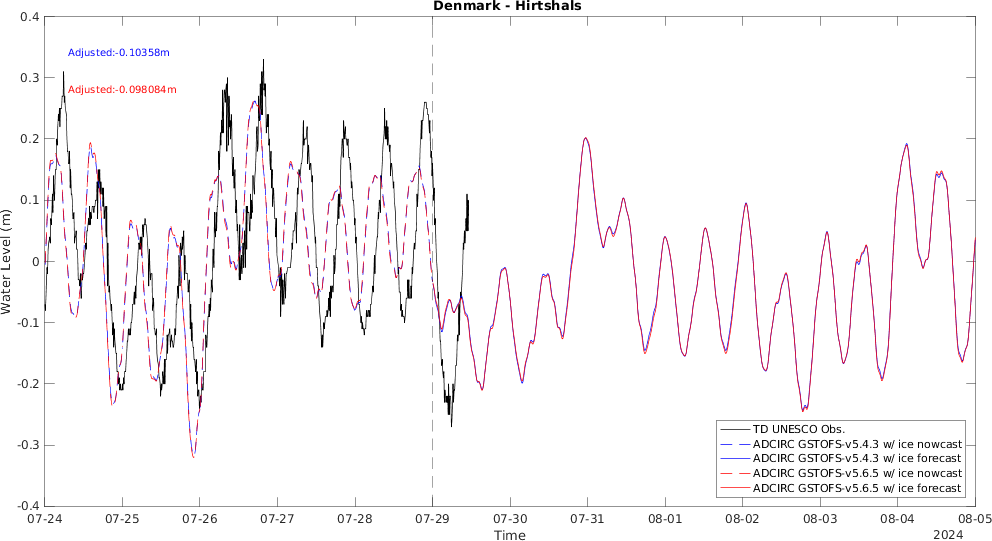 Denmark - Hirtshals
0.4
Adjusted:-0.10358m
0.3
Adjusted:-0.098084m
0.2
0.1
Water Level (m)
0
-0.1
-0.2
-0.3
-0.4
TD UNESCO Obs.
ADCIRC GSTOFS-v5.4.3 w/ ice nowcast
ADCIRC GSTOFS-v5.4.3 w/ ice forecast
ADCIRC GSTOFS-v5.6.5 w/ ice nowcast
ADCIRC GSTOFS-v5.6.5 w/ ice forecast
07-24 07-25 07-26 07-27 07-28 07-29 07-30 07-31 08-01 08-02 08-03 08-04 08-05
Time
2024